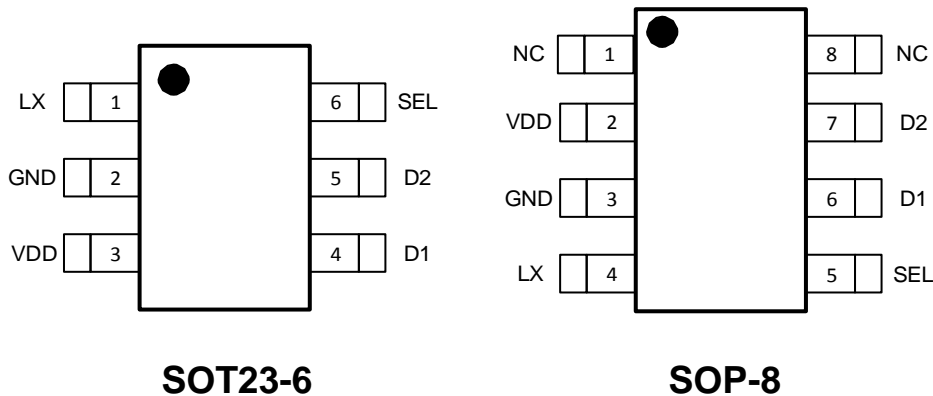 LX 1 6 SEL
GND 2 5 D2
VDD 3 4 D1
SOT23-6
NC 1 8 NC
VDD 2 7 D2
GND 3 6 D1
LX 4 5 SEL
SOP-8